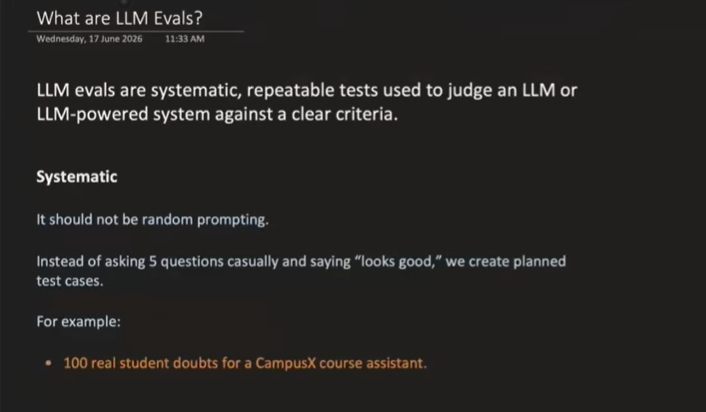 What are LLM Evals?
Wednesday, 17 June 2026 11:33 AM
LLM evals are systematic, repeatable tests used to judge an LLM or
LLM-powered system against a clear criteria.
Systematic
It should not be random prompting.
Instead of asking 5 questions casually and saying “looks good,” we create planned
test cases.
For example:
• 100 real student doubts for a CampusX course assistant.